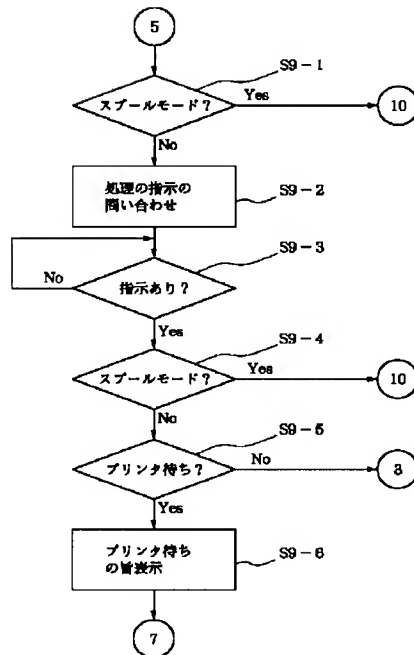 5
S9-1
スプールモード?
Yes
10
No
S9-2
処理の指示の
問い合わせ
S9-3
No
指示あり?
Yes
S9-4
スプールモード?
Yes
10
No
S9-5
プリンタ待ち?
No
8
Yes
プリンタ待ち
の旨表示
S9-6
7